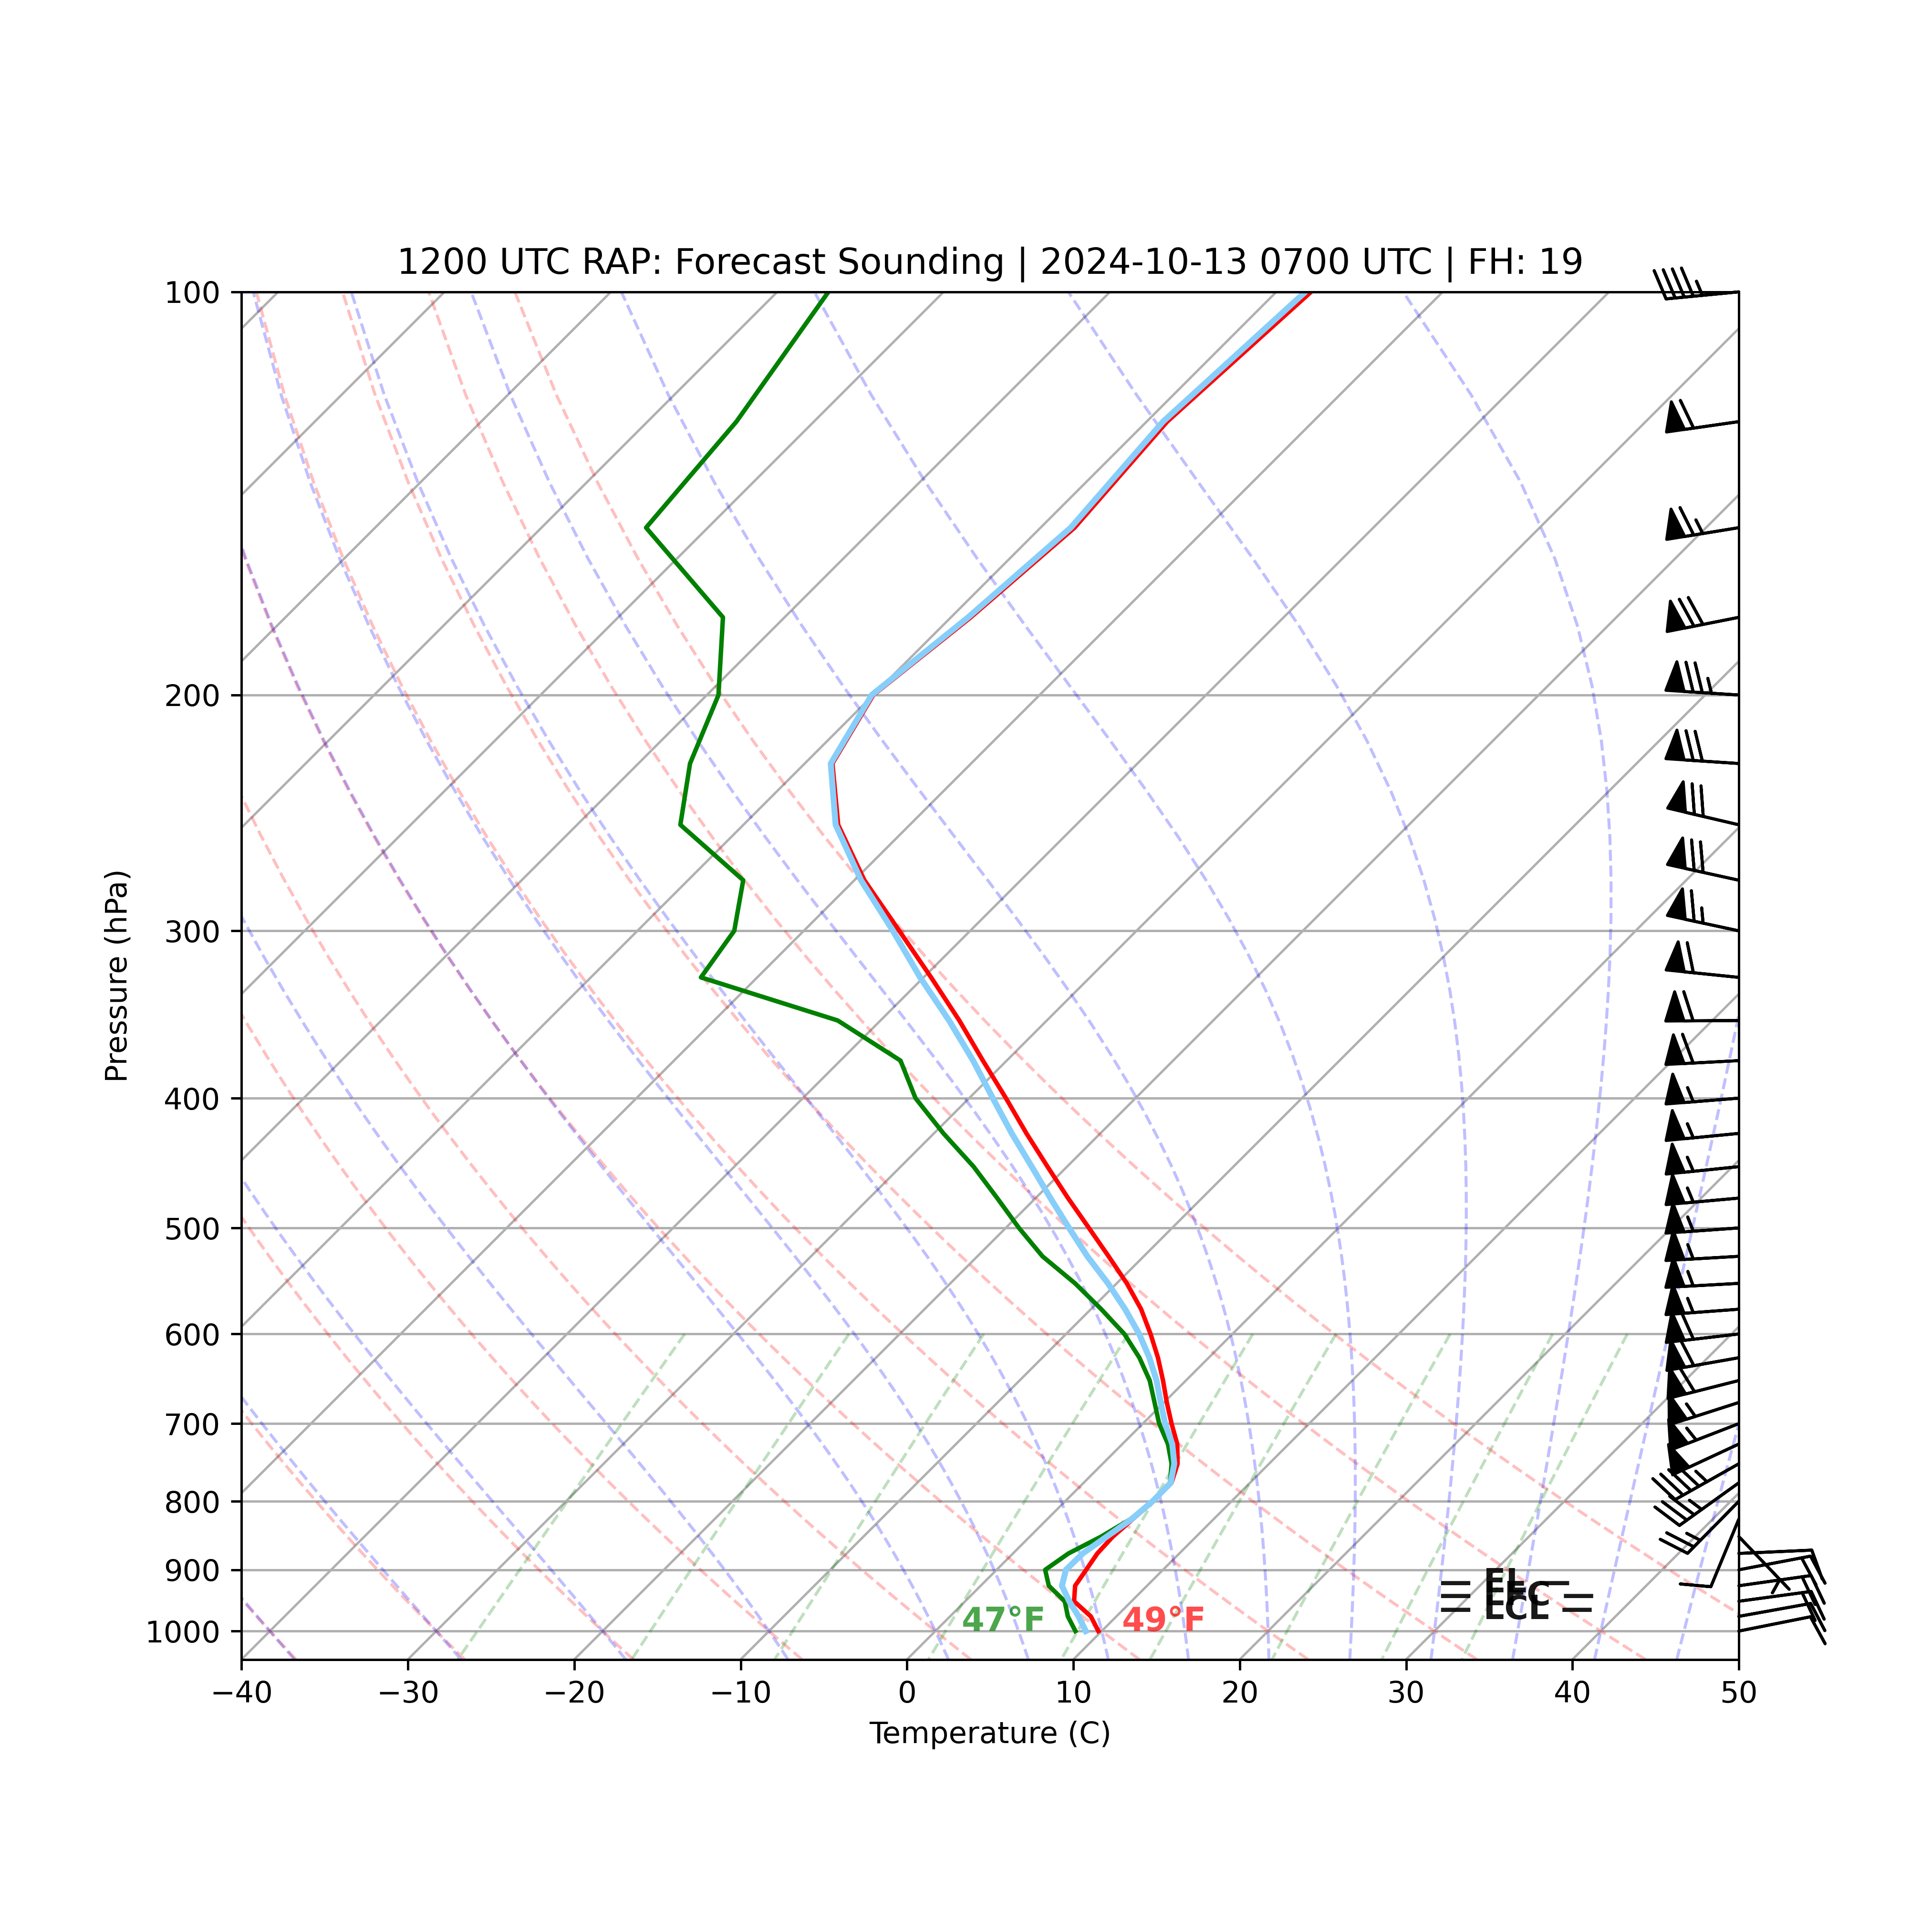 1200 UTC RAP: Forecast Sounding | 2024-10-13 0700 UTC | FH: 19
100
200
300
400
500
600
700
800
900
1000
Pressure (hPa)
EL
LFC
LCL
47°F
49°F
−40 −30 −20 −10 0 10 20 30 40 50
Temperature (C)